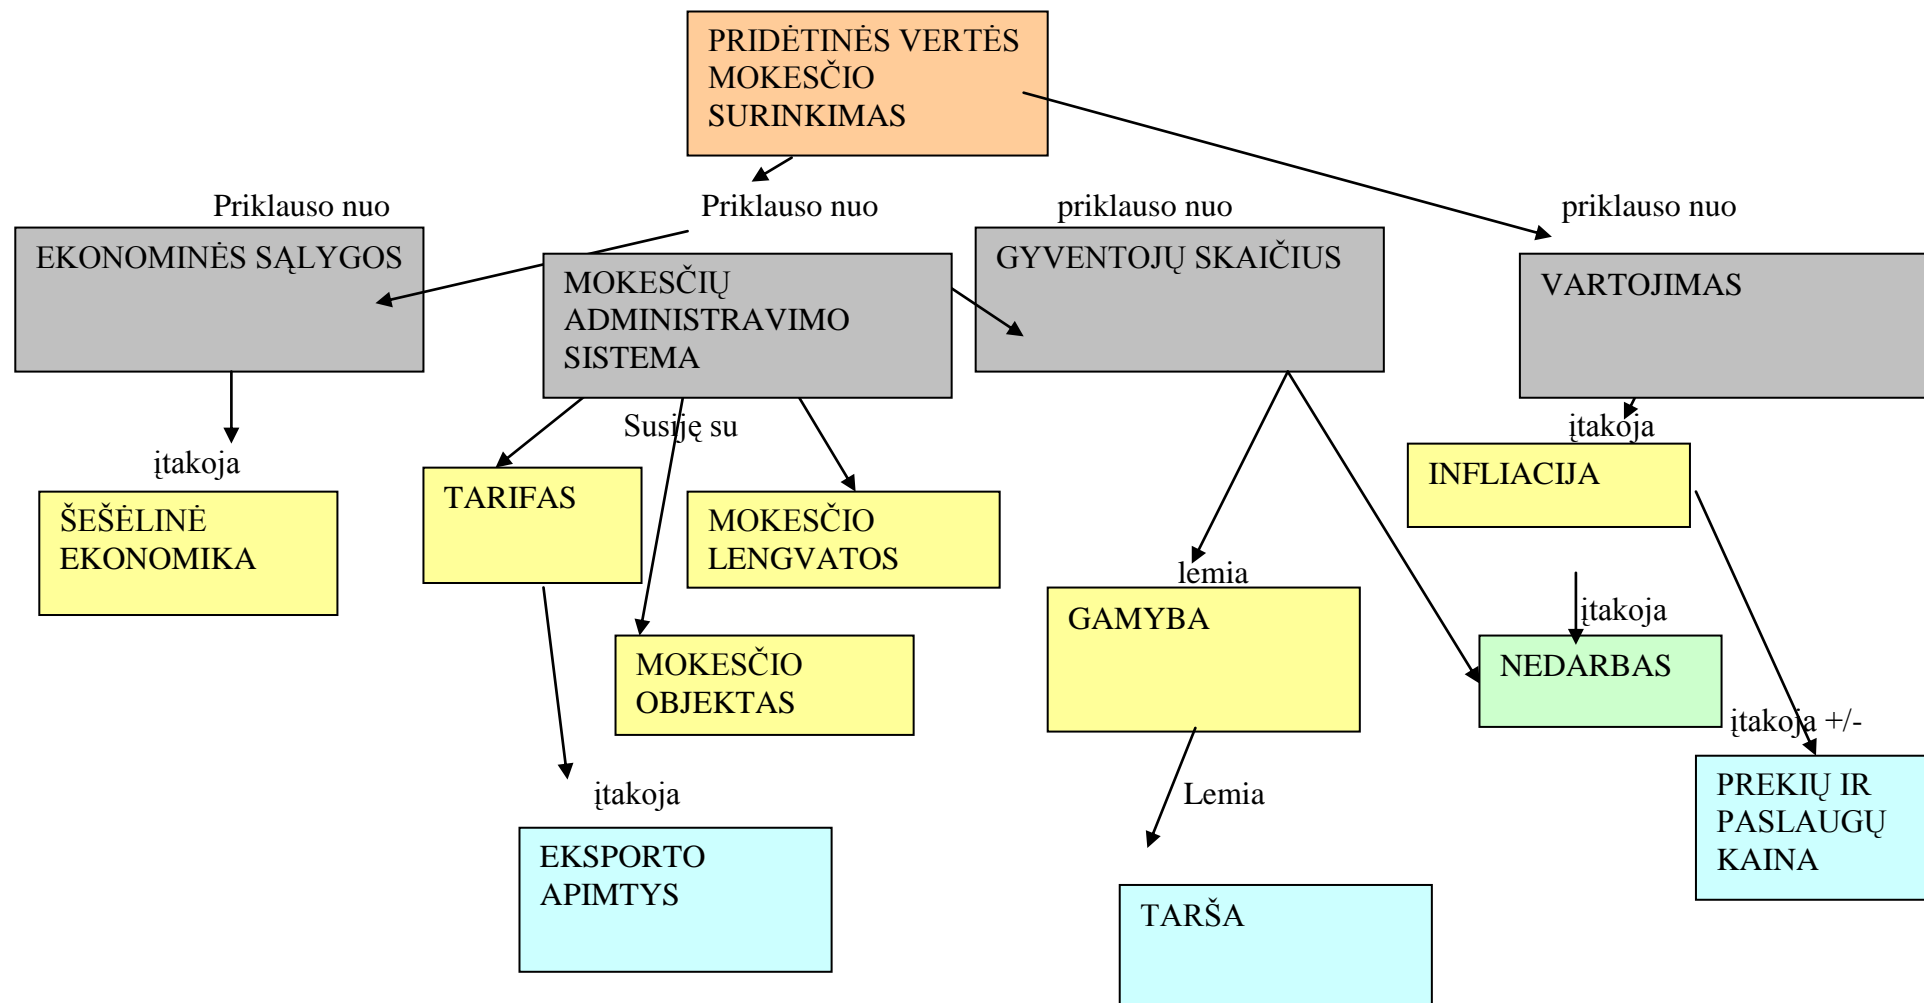 PRIDĖTINĖS VERTĖS
MOKESČIO
SURINKIMAS
Priklauso nuo
Priklauso nuo
priklauso nuo
priklauso nuo
EKONOMINĖS SĄLYGOS
MOKESČIŲ
ADMINISTRAVIMO
SISTEMA
GYVENTOJŲ SKAIČIUS
VARTOJIMAS
įtakoja
Susiję su
įtakoja
ŠEŠĖLINĖ
EKONOMIKA
TARIFAS
MOKESČIO
LENGVATOS
INFLIACIJA
lemia
GAMYBA
įtakoja
MOKESČIO
OBJEKTAS
NEDARBAS
įtakoja +/-
įtakoja
Lemia
PREKIŲ IR
PASLAUGŲ
KAINA
EKSPORTO
APIMTYS
TARŠA